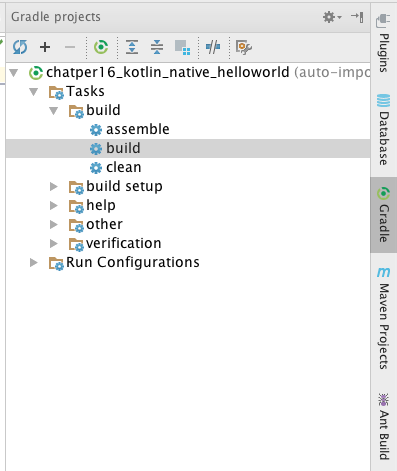 Gradle projects
chatper16_kotlin_native_helloworld (auto-impo
Tasks
build
assemble
build
clean
build setup
help
other
verification
Run Configurations
Plugins
Database
Gradle
m Maven Projects
Ant Build